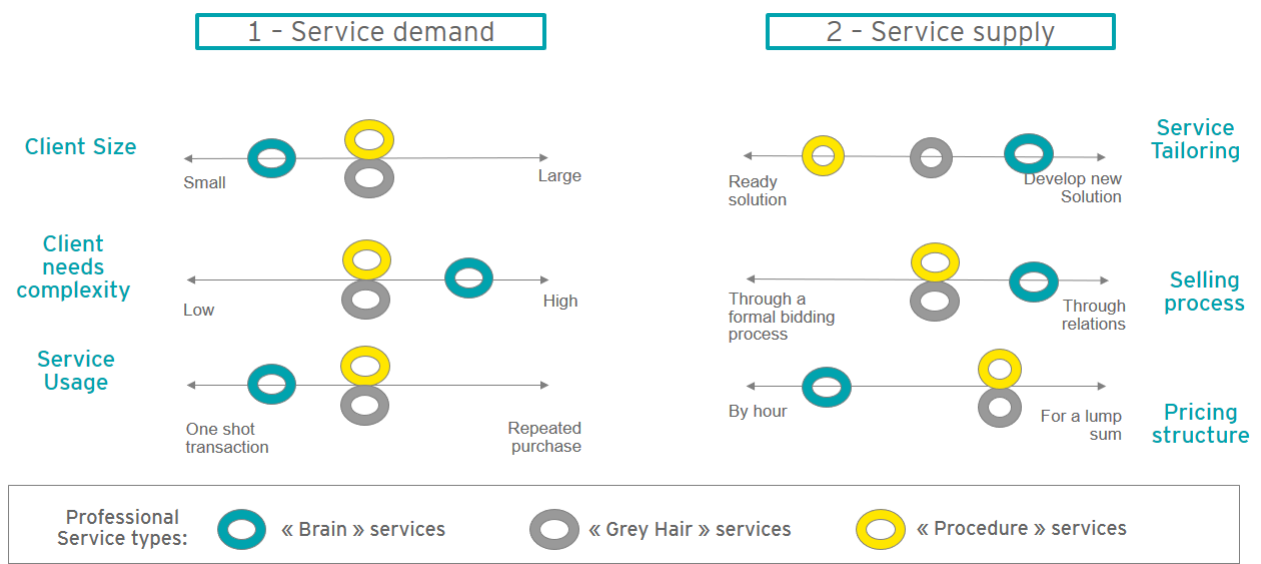 1 – Service demand
2 – Service supply
Client Size
Small
Large
Ready
solution
Develop new
Solution
Service
Tailoring
Client
needs
complexity
Low
High
Through a
formal bidding
process
Through
relations
Selling
process
Service
Usage
One shot
transaction
Repeated
purchase
By hour
For a lump
sum
Pricing
structure
Professional
Service types:
« Brain » services
« Grey Hair » services
« Procedure » services